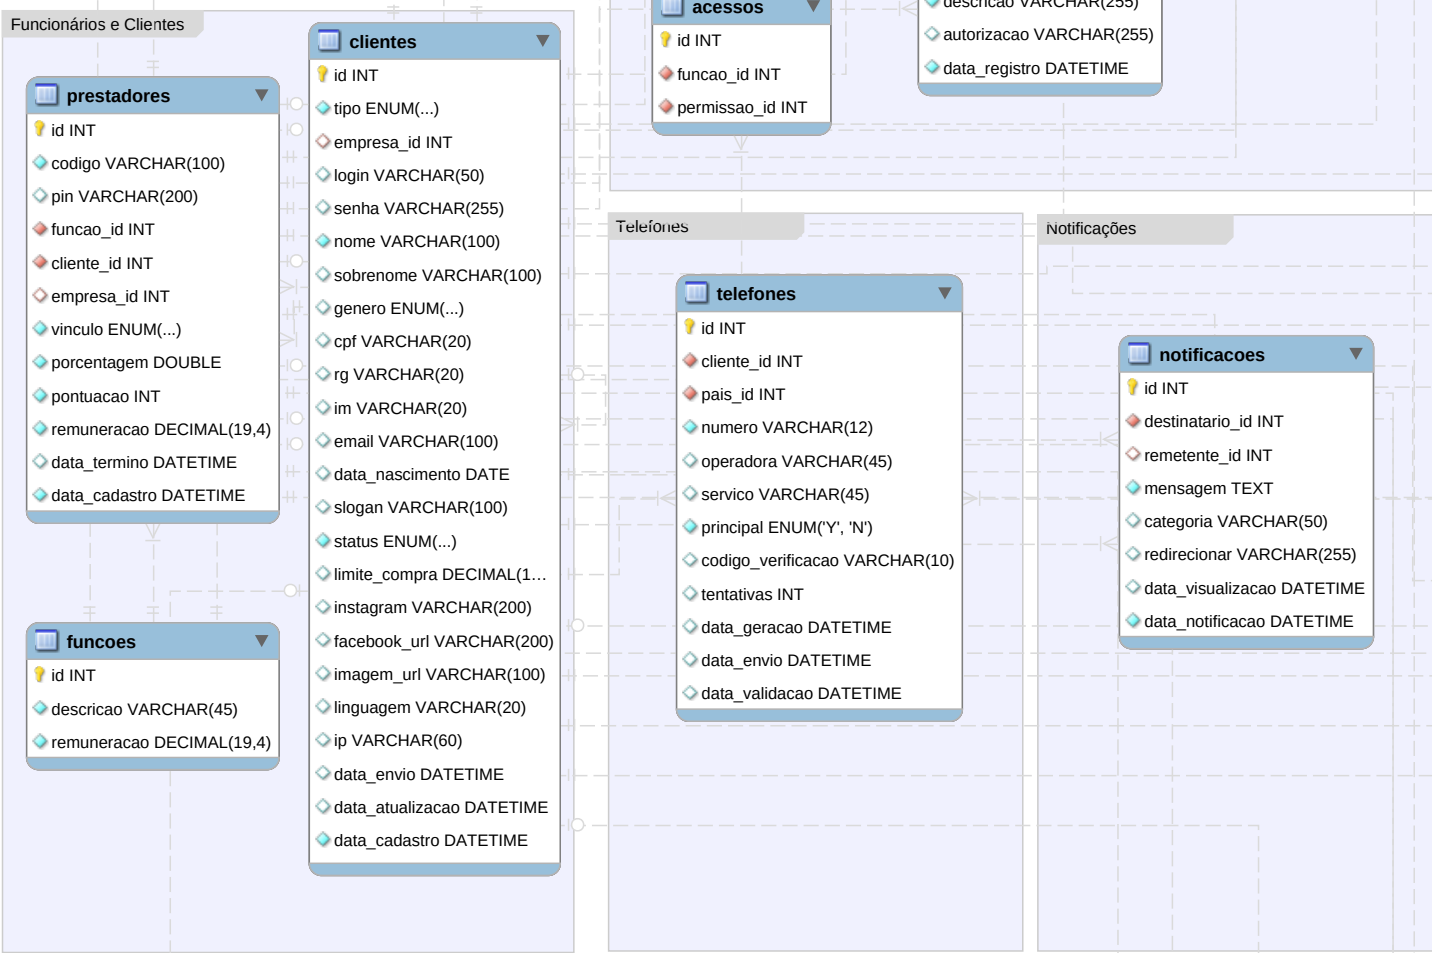 Funcionários e Clientes
prestadores
id INT
codigo VARCHAR(100)
pin VARCHAR(200)
funcao_id INT
cliente_id INT
empresa_id INT
vinculo ENUM(...)
porcentagem DOUBLE
pontuacao INT
remuneracao DECIMAL(19,4)
data_termino DATETIME
data_cadastro DATETIME
funcoes
id INT
descricao VARCHAR(45)
remuneracao DECIMAL(19,4)
clientes
id INT
tipo ENUM(...)
empresa_id INT
login VARCHAR(50)
senha VARCHAR(255)
nome VARCHAR(100)
sobrenome VARCHAR(100)
genero ENUM(...)
cpf VARCHAR(20)
rg VARCHAR(20)
im VARCHAR(20)
email VARCHAR(100)
data_nascimento DATE
slogan VARCHAR(100)
status ENUM(...)
limite_compra DECIMAL(1...
instagram VARCHAR(200)
facebook_url VARCHAR(200)
imagem_url VARCHAR(100)
linguagem VARCHAR(20)
ip VARCHAR(60)
data_envio DATETIME
data_atualizacao DATETIME
data_cadastro DATETIME
acessos
id INT
funcao_id INT
permissao_id INT
descricao VARCHAR(255)
autorizacao VARCHAR(255)
data_registro DATETIME
Telefones
telefones
id INT
cliente_id INT
pais_id INT
numero VARCHAR(12)
operadora VARCHAR(45)
servico VARCHAR(45)
principal ENUM('Y', 'N')
codigo_verificacao VARCHAR(10)
tentativas INT
data_geracao DATETIME
data_envio DATETIME
data_validacao DATETIME
Notificações
notificacoes
id INT
destinatario_id INT
remetente_id INT
mensagem TEXT
categoria VARCHAR(50)
redirecionar VARCHAR(255)
data_visualizacao DATETIME
data_notificacao DATETIME